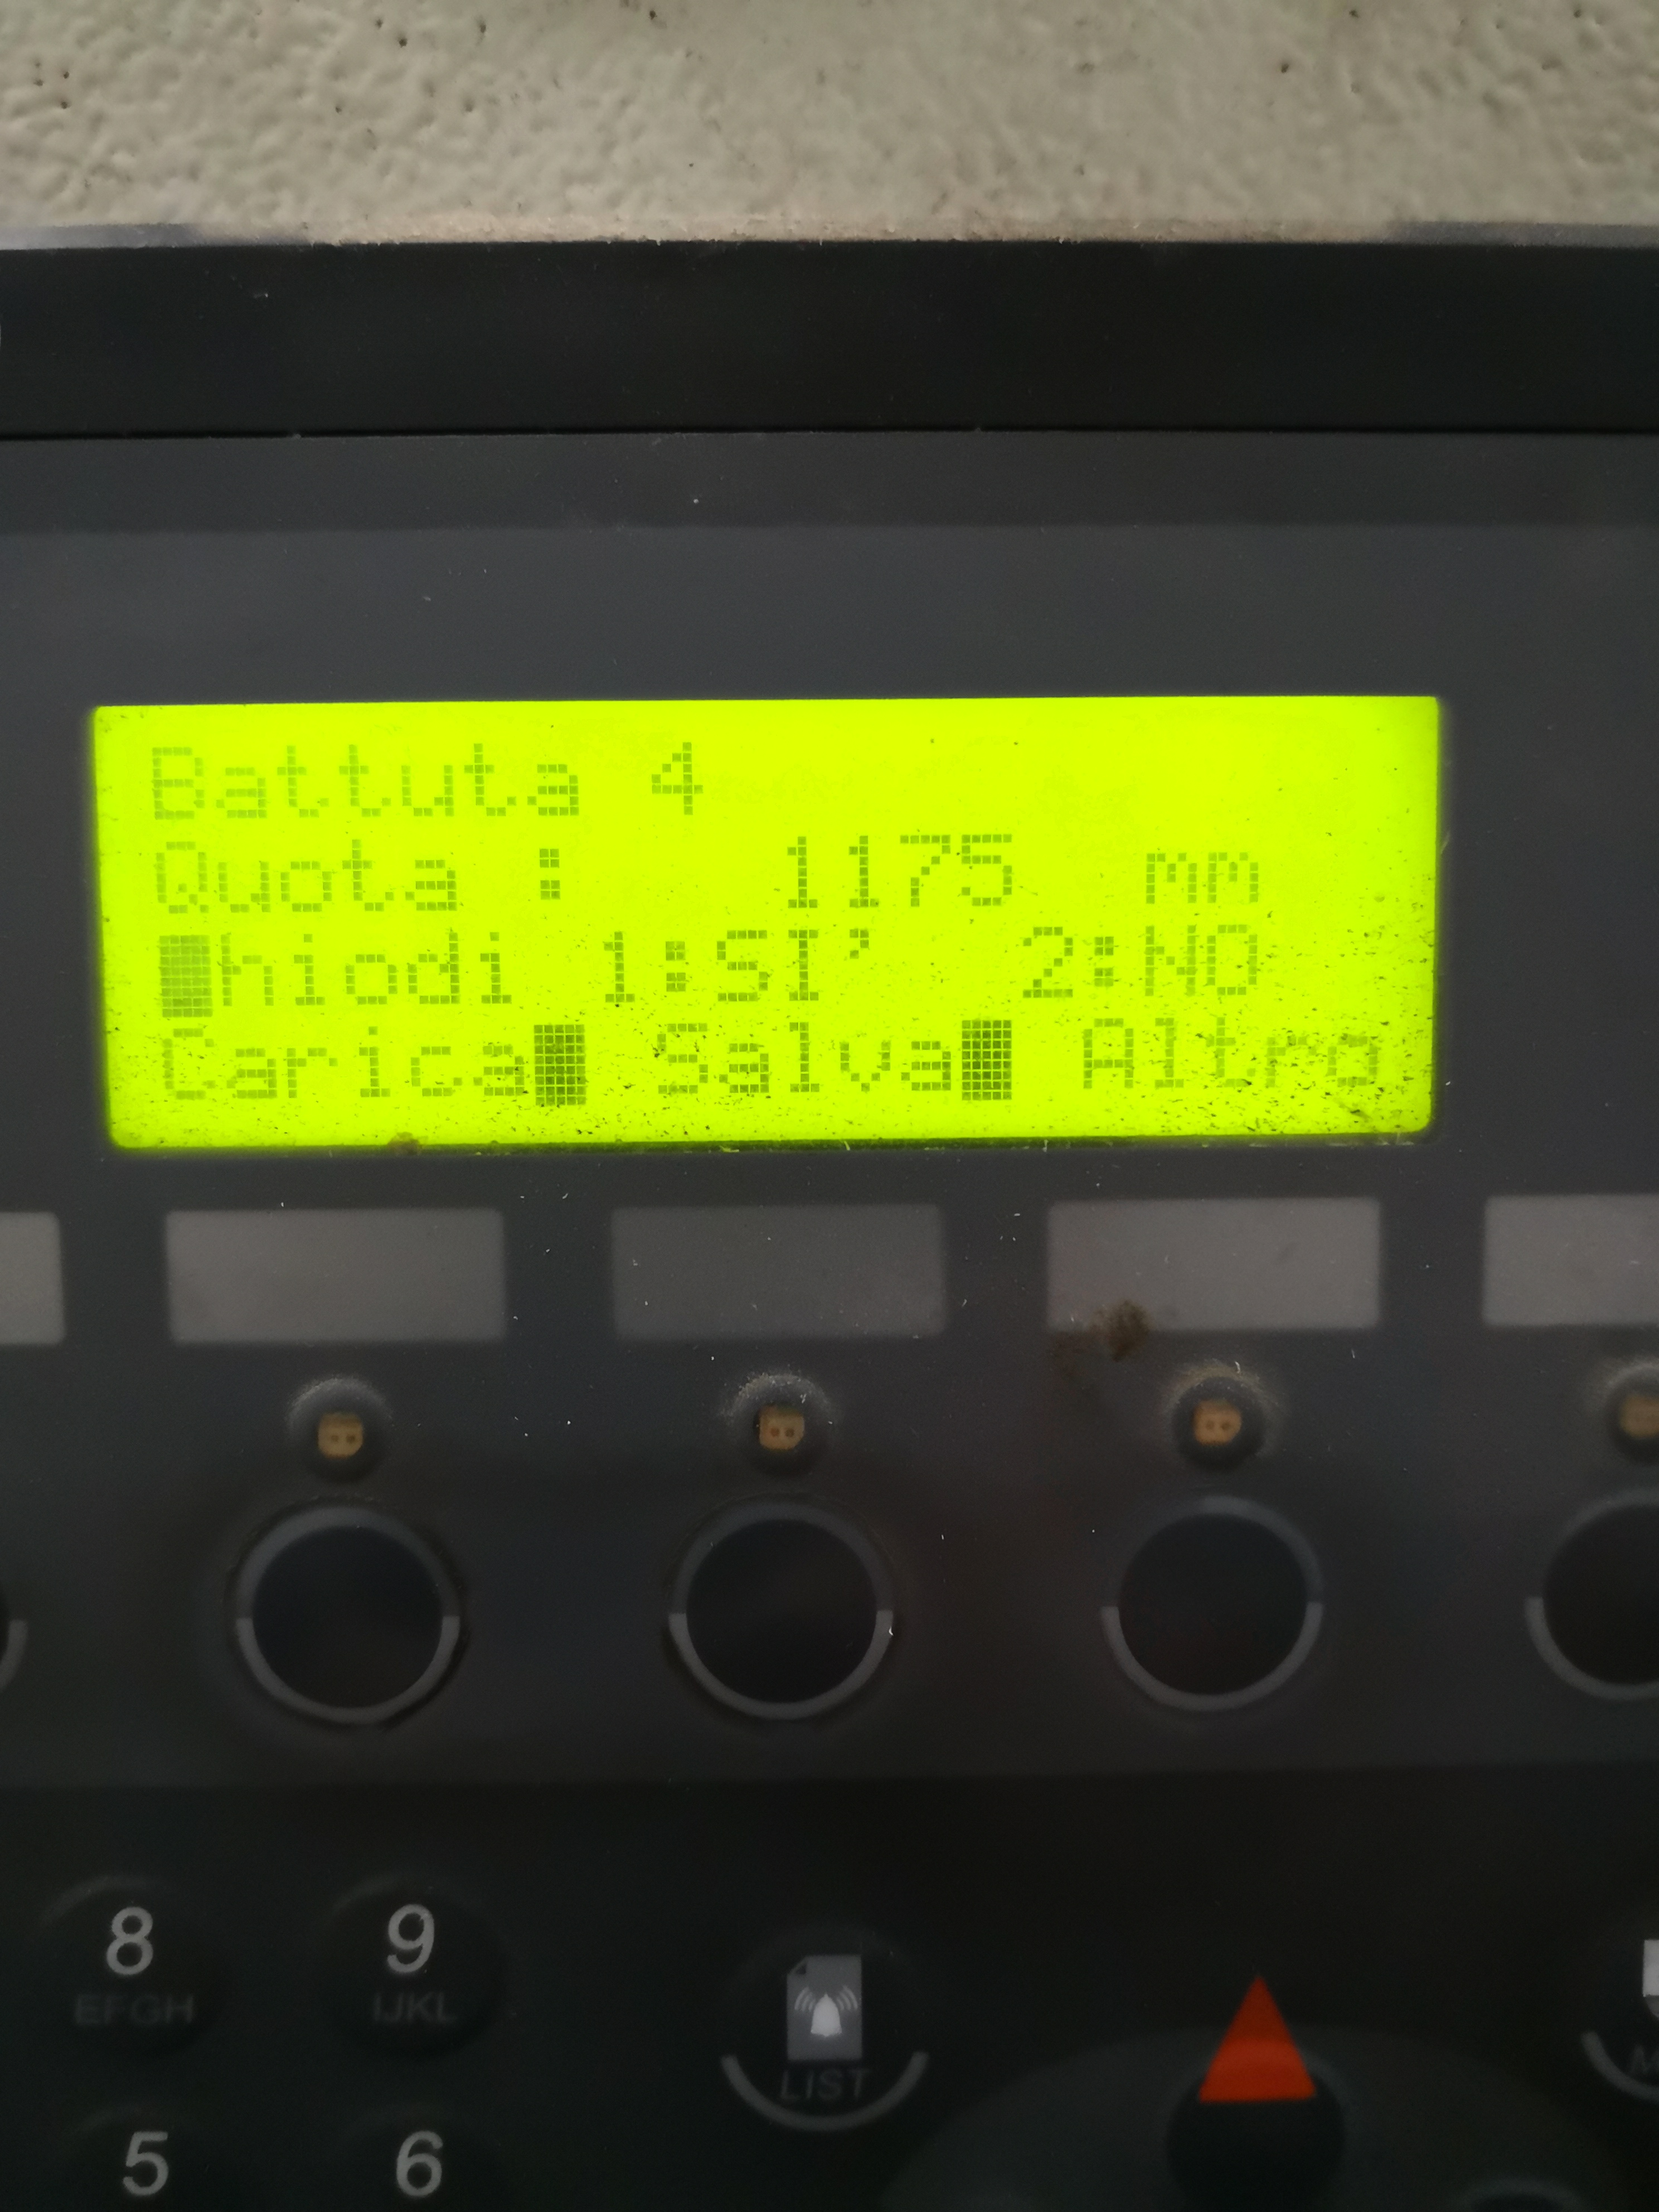 Battuta 4
Quota : 1175 mm
hiodi 1:SI' 2:NO
Carica Salva Altro
8 9
EFGH IJKL
LIST
5 6